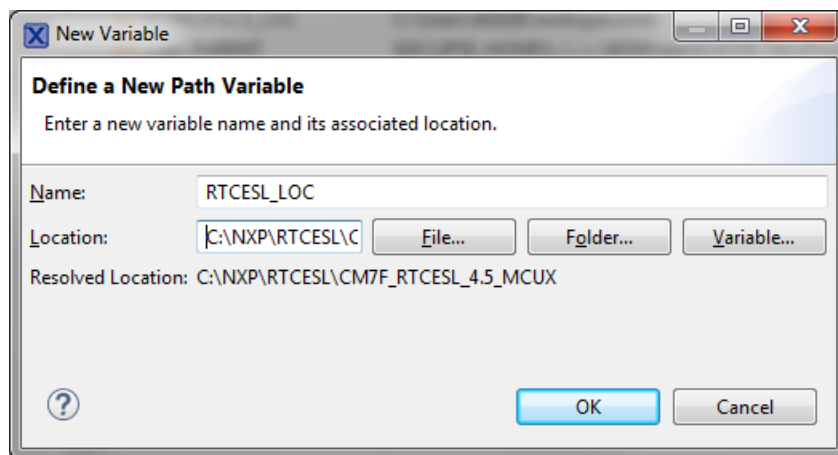 New Variable
Define a New Path Variable
Enter a new variable name and its associated location.
Name: RTCESL_LOC
Location: C:\NXP\RTCESL\C File... Folder... Variable...
Resolved Location: C:\NXP\RTCESL\CM7F_RTCESL_4.5_MCUX
? OK Cancel